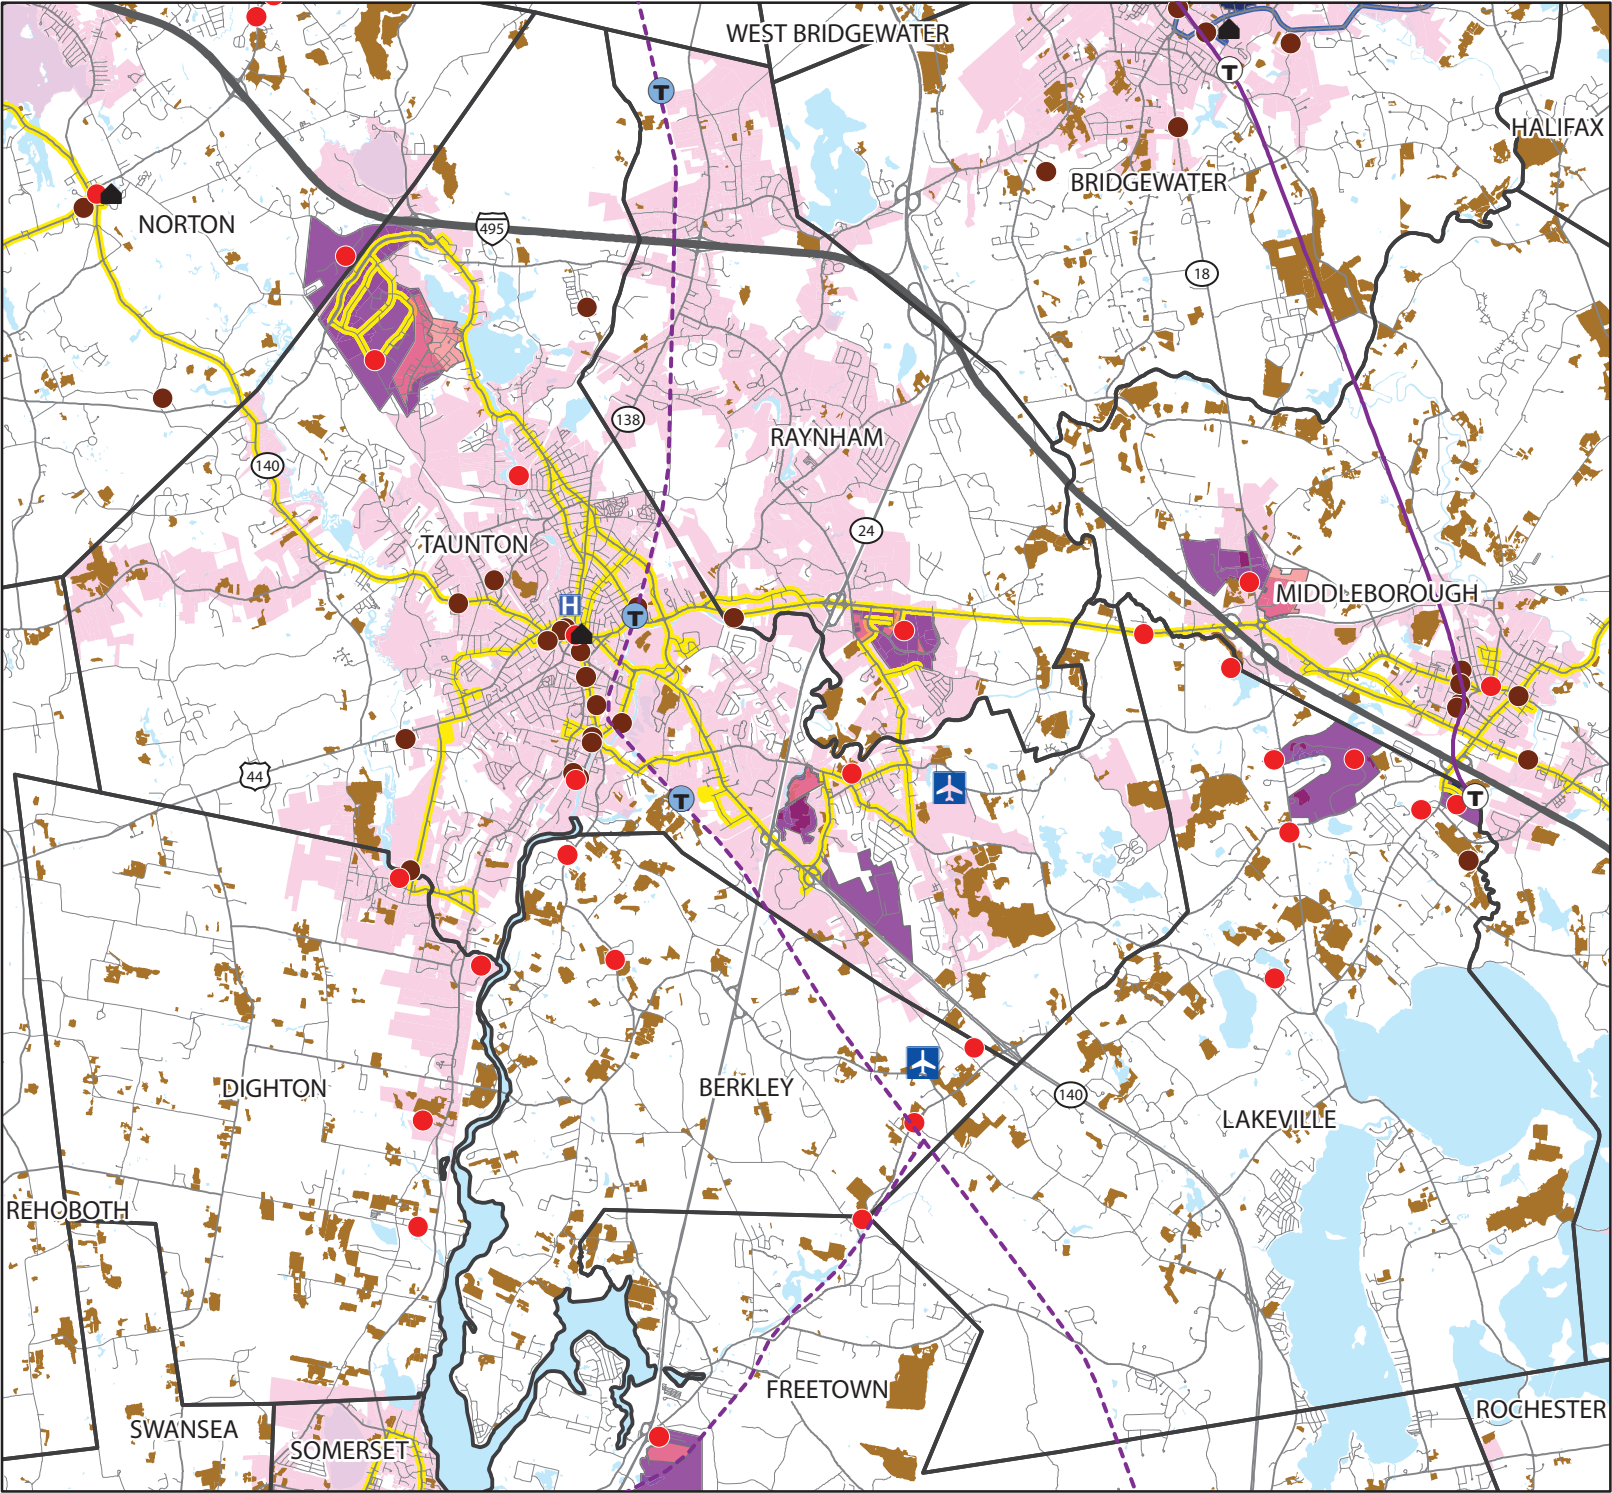 WEST BRIDGEWATER
T
T
HALIFAX
BRIDGEWATER
NORTON
495
18
138
RAYNHAM
140
24
TAUNTON
MIDDLEBOROUGH
H
T
44
T
T
DIGHTON
BERKLEY
140
LAKEVILLE
REHOBOTH
FREETOWN
ROCHESTER
SWANSEA
SOMERSET